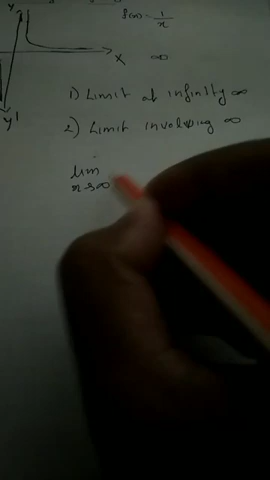 y
f(x) = 1/x
x
∞
1) Limit at infinity ∞
y'
2) Limit involving ∞
lim
x→∞